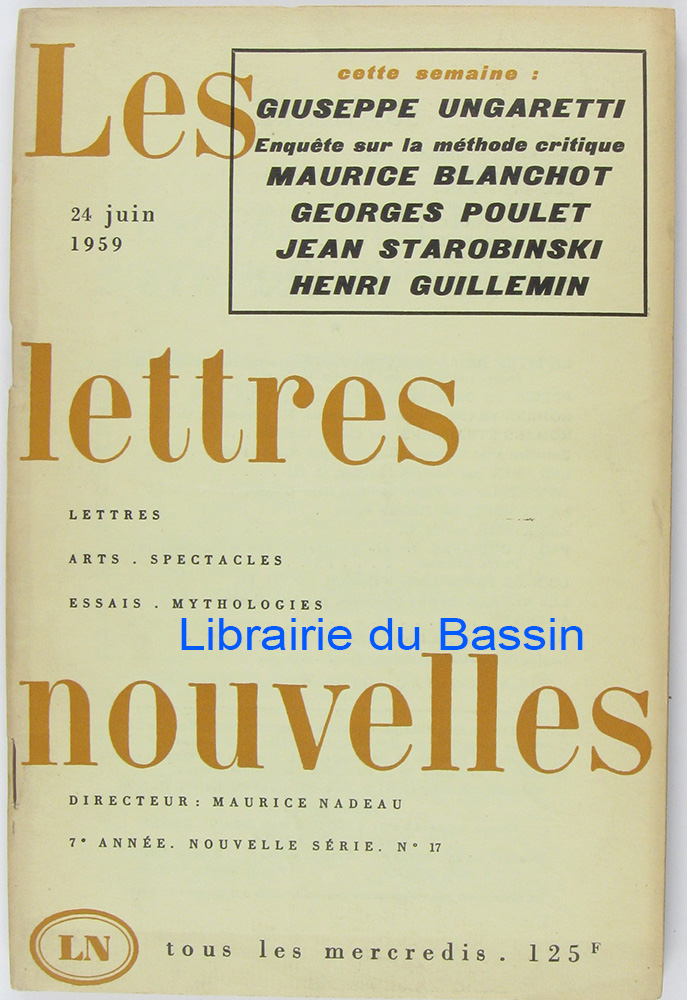 Les
cette semaine :
GIUSEPPE UNGARETTI
Enquête sur la méthode critique
MAURICE BLANCHOT
GEORGES POULET
JEAN STAROBINSKI
HENRI GUILLEMIN
24 juin
1959
lettres
LETTRES
ARTS . SPECTACLES
ESSAIS . MYTHOLOGIES
Librairie du Bassin
nouvelles
DIRECTEUR : MAURICE NADEAU
7e ANNÉE. NOUVELLE SÉRIE. No 17
LN
tous les mercredis . 125 F